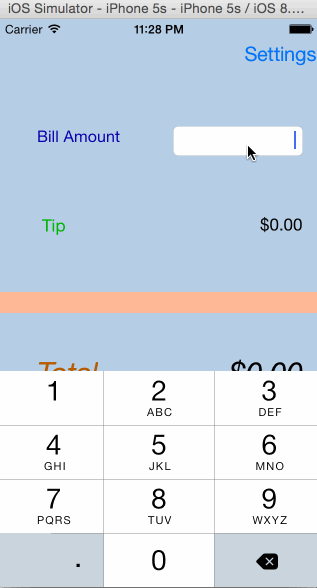 iOS Simulator - iPhone 5s - iPhone 5s / iOS 8....
Carrier 11:28 PM
Settings
Bill Amount
Tip $0.00
Total $0.00
1 2 3
ABC DEF
4 5 6
GHI JKL MNO
7 8 9
PQRS TUV WXYZ
. 0